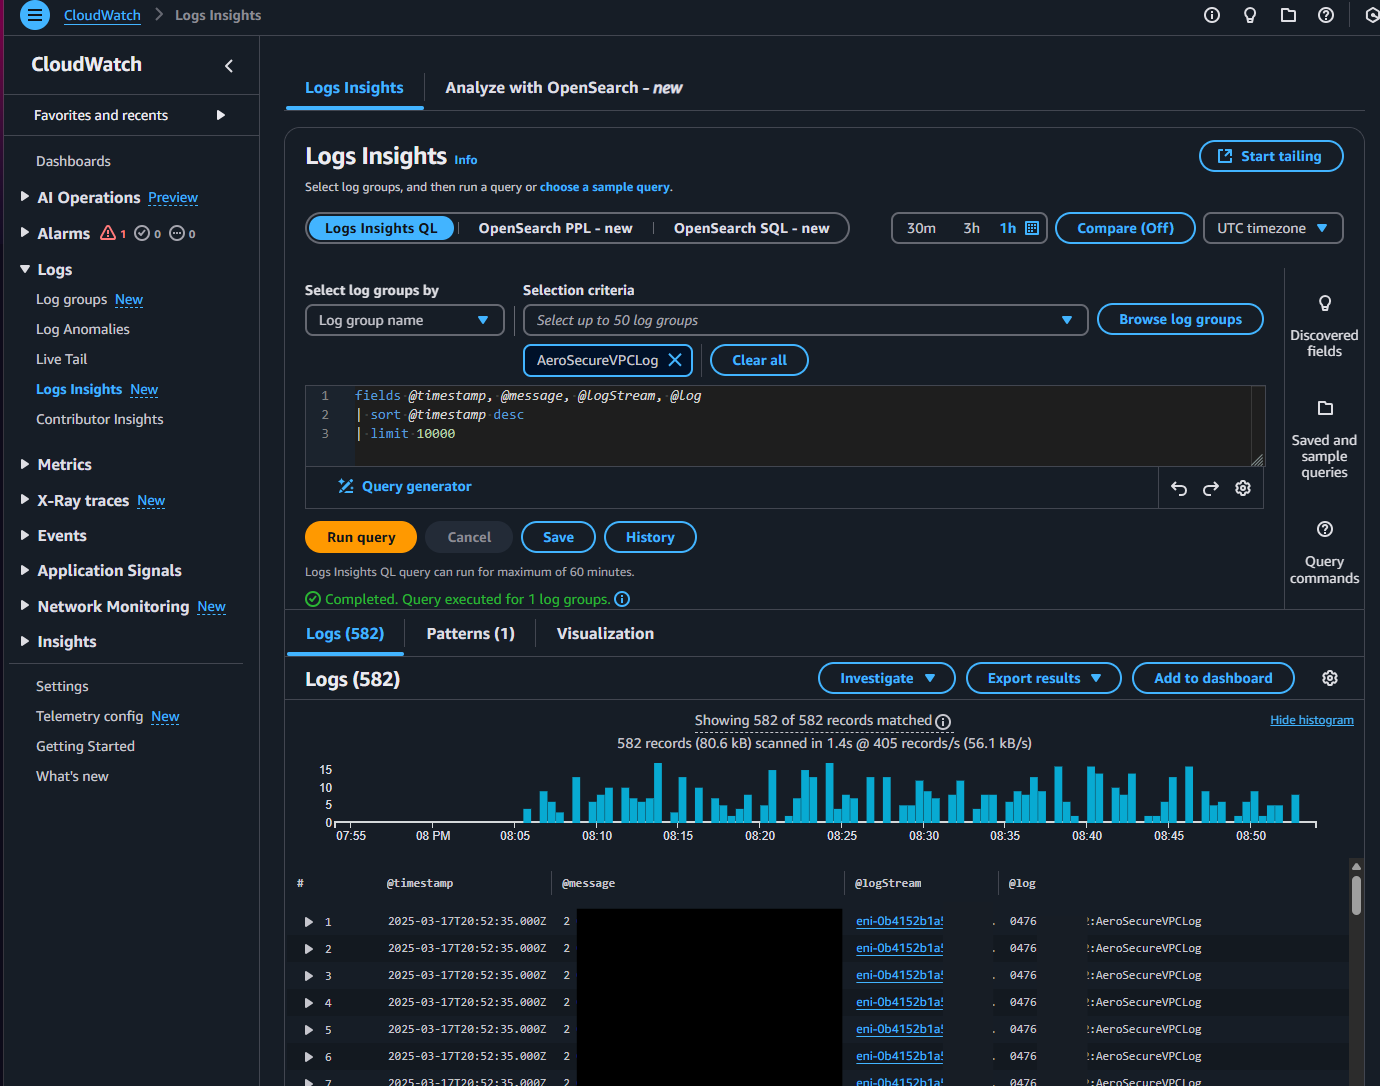 CloudWatch > Logs Insights
CloudWatch
Favorites and recents
Dashboards
AI Operations Preview
Alarms 1 0 0
Logs
Log groups New
Log Anomalies
Live Tail
Logs Insights New
Contributor Insights
Metrics
X-Ray traces New
Events
Application Signals
Network Monitoring New
Insights
Settings
Telemetry config New
Getting Started
What's new
Logs Insights
Analyze with OpenSearch - new
Logs Insights Info
Start tailing
Select log groups, and then run a query or choose a sample query.
Logs Insights QL
OpenSearch PPL - new
OpenSearch SQL - new
30m 3h 1h
Compare (Off)
UTC timezone
Select log groups by
Selection criteria
Log group name
Select up to 50 log groups
Browse log groups
AeroSecureVPCLog
Clear all
1 fields @timestamp, @message, @logStream, @log
2 | sort @timestamp desc
3 | limit 10000
Query generator
Discovered fields
Saved and sample queries
Query commands
Run query
Cancel
Save
History
Logs Insights QL query can run for maximum of 60 minutes.
Completed. Query executed for 1 log groups.
Logs (582)
Patterns (1)
Visualization
Logs (582)
Investigate
Export results
Add to dashboard
Showing 582 of 582 records matched
Hide histogram
582 records (80.6 kB) scanned in 1.4s @ 405 records/s (56.1 kB/s)
15
10
5
0
07:55 08 PM 08:05 08:10 08:15 08:20 08:25 08:30 08:35 08:40 08:45 08:50
# @timestamp @message @logStream @log
1 2025-03-17T20:52:35.000Z 2 eni-0b4152b1a 0476 :AeroSecureVPCLog
2 2025-03-17T20:52:35.000Z 2 eni-0b4152b1a 0476 :AeroSecureVPCLog
3 2025-03-17T20:52:35.000Z 2 eni-0b4152b1a 0476 :AeroSecureVPCLog
4 2025-03-17T20:52:35.000Z 2 eni-0b4152b1a 0476 :AeroSecureVPCLog
5 2025-03-17T20:52:35.000Z 2 eni-0b4152b1a 0476 :AeroSecureVPCLog
6 2025-03-17T20:52:35.000Z 2 eni-0b4152b1a 0476 :AeroSecureVPCLog
7 2025-03-17T20:52:35.000Z 2 eni-0b4152b1a 0476 :AeroSecureVPCLog